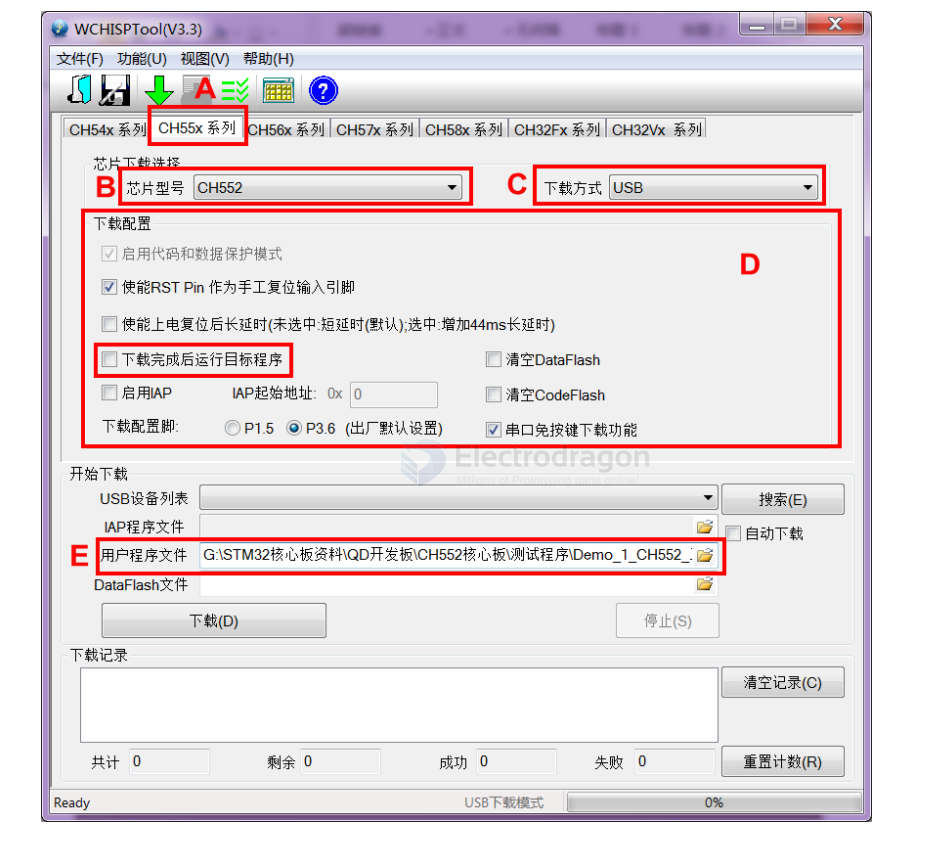 WCHISPTool(V3.3)
文件(F) 功能(U) 视图(V) 帮助(H)
A
CH54x 系列 CH55x 系列 CH56x 系列 CH57x 系列 CH58x 系列 CH32Fx 系列 CH32Vx 系列
芯片下载选择
B 芯片型号 CH552 C 下载方式 USB
下载配置
启用代码和数据保护模式 D
使能RST Pin 作为手工复位输入引脚
使能上电复位后长延时(未选中:短延时(默认);选中:增加44ms长延时)
下载完成后运行目标程序 清空DataFlash
启用IAP IAP起始地址: 0x 0 清空CodeFlash
下载配置脚: P1.5 P3.6 (出厂默认设置) 串口免按键下载功能
Electrodragon
Millions of Prototyping parts online!
开始下载
USB设备列表 搜索(E)
IAP程序文件 自动下载
E 用户程序文件 G:\STM32核心板资料\QD开发板\CH552核心板\测试程序\Demo_1_CH552_
DataFlash文件
下载(D) 停止(S)
下载记录
清空记录(C)
共计 0 剩余 0 成功 0 失败 0 重置计数(R)
Ready USB下载模式 0%